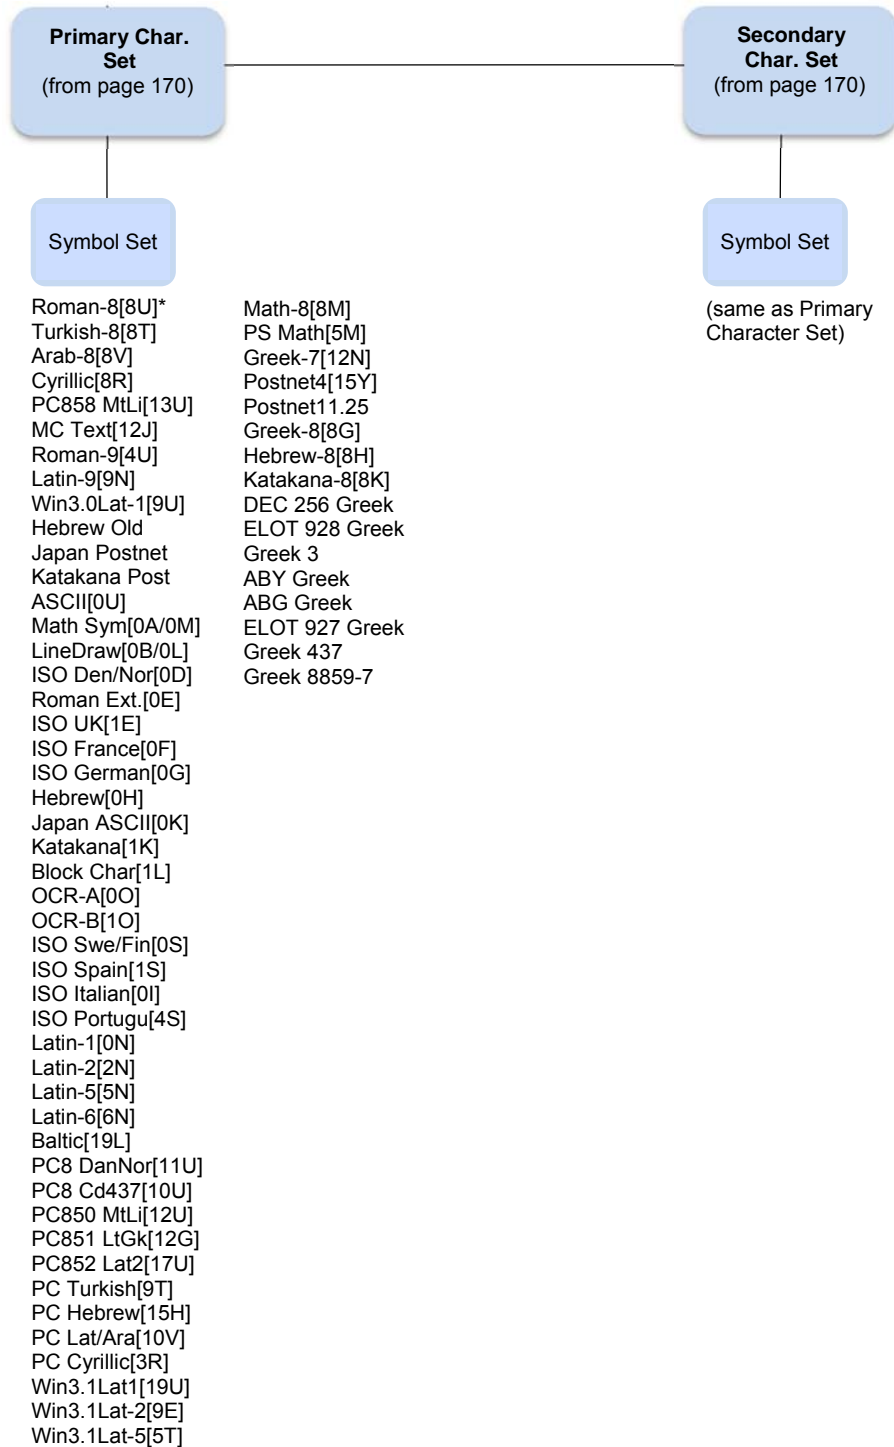 Primary Char.
Set
(from page 170)
Secondary
Char. Set
(from page 170)
Symbol Set
Symbol Set
Roman-8[8U]*
Turkish-8[8T]
Arab-8[8V]
Cyrillic[8R]
PC858 MtLi[13U]
MC Text[12J]
Roman-9[4U]
Latin-9[9N]
Win3.0Lat-1[9U]
Hebrew Old
Japan Postnet
Katakana Post
ASCII[0U]
Math Sym[0A/0M]
LineDraw[0B/0L]
ISO Den/Nor[0D]
Roman Ext.[0E]
ISO UK[1E]
ISO France[0F]
ISO German[0G]
Hebrew[0H]
Japan ASCII[0K]
Katakana[1K]
Block Char[1L]
OCR-A[0O]
OCR-B[1O]
ISO Swe/Fin[0S]
ISO Spain[1S]
ISO Italian[0I]
ISO Portugu[4S]
Latin-1[0N]
Latin-2[2N]
Latin-5[5N]
Latin-6[6N]
Baltic[19L]
PC8 DanNor[11U]
PC8 Cd437[10U]
PC850 MtLi[12U]
PC851 LtGk[12G]
PC852 Lat2[17U]
PC Turkish[9T]
PC Hebrew[15H]
PC Lat/Ara[10V]
PC Cyrillic[3R]
Win3.1Lat1[19U]
Win3.1Lat-2[9E]
Win3.1Lat-5[5T]
Math-8[8M]
PS Math[5M]
Greek-7[12N]
Postnet4[15Y]
Postnet11.25
Greek-8[8G]
Hebrew-8[8H]
Katakana-8[8K]
DEC 256 Greek
ELOT 928 Greek
Greek 3
ABY Greek
ABG Greek
ELOT 927 Greek
Greek 437
Greek 8859-7
(same as Primary
Character Set)